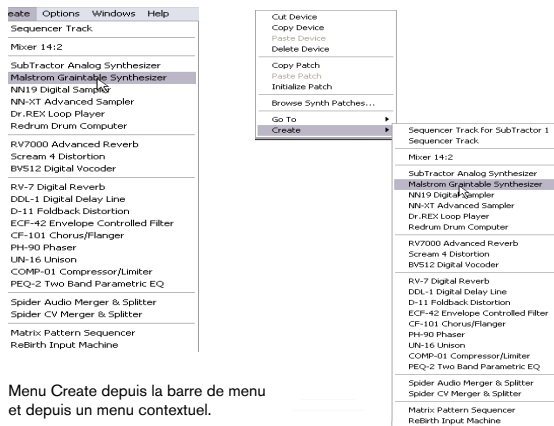 eate Options Windows Help
Sequencer Track
Mixer 14:2
SubTractor Analog Synthesizer
Malstrom Graintable Synthesizer
NN19 Digital Sampler
NN-XT Advanced Sampler
Dr.REX Loop Player
Redrum Drum Computer
RV7000 Advanced Reverb
Scream 4 Distortion
BV512 Digital Vocoder
RV-7 Digital Reverb
DDL-1 Digital Delay Line
D-11 Foldback Distortion
ECF-42 Envelope Controlled Filter
CF-101 Chorus/Flanger
PH-90 Phaser
UN-16 Unison
COMP-01 Compressor/Limiter
PEQ-2 Two Band Parametric EQ
Spider Audio Merger & Splitter
Spider CV Merger & Splitter
Matrix Pattern Sequencer
ReBirth Input Machine
Cut Device
Copy Device
Paste Device
Delete Device
Copy Patch
Paste Patch
Initialize Patch
Browse Synth Patches...
Go To
Create
Sequencer Track for SubTractor 1
Sequencer Track
Mixer 14:2
SubTractor Analog Synthesizer
Malstrom Graintable Synthesizer
NN19 Digital Sampler
NN-XT Advanced Sampler
Dr.REX Loop Player
Redrum Drum Computer
RV7000 Advanced Reverb
Scream 4 Distortion
BV512 Digital Vocoder
RV-7 Digital Reverb
DDL-1 Digital Delay Line
D-11 Foldback Distortion
ECF-42 Envelope Controlled Filter
CF-101 Chorus/Flanger
PH-90 Phaser
UN-16 Unison
COMP-01 Compressor/Limiter
PEQ-2 Two Band Parametric EQ
Spider Audio Merger & Splitter
Spider CV Merger & Splitter
Matrix Pattern Sequencer
ReBirth Input Machine
Menu Create depuis la barre de menu
et depuis un menu contextuel.